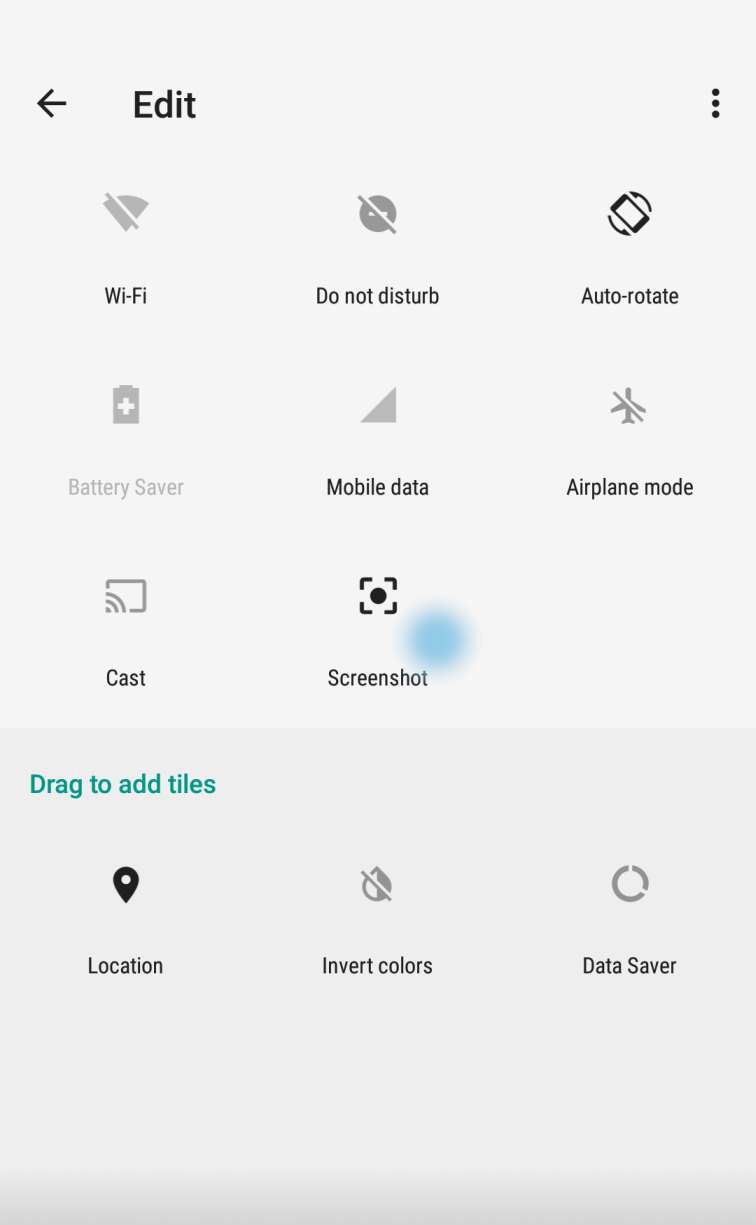 Edit
Wi-Fi
Do not disturb
Auto-rotate
Battery Saver
Mobile data
Airplane mode
Cast
Screenshot
Drag to add tiles
Location
Invert colors
Data Saver